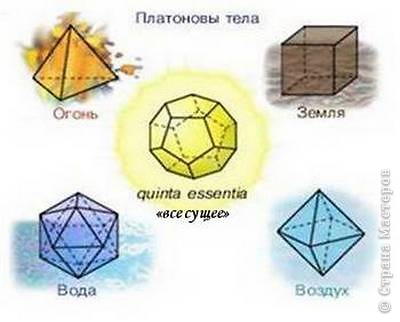 Платоновы тела
Огонь
Земля
quinta essentia
«все сущее»
Вода
Воздух
© Страна Мастеров